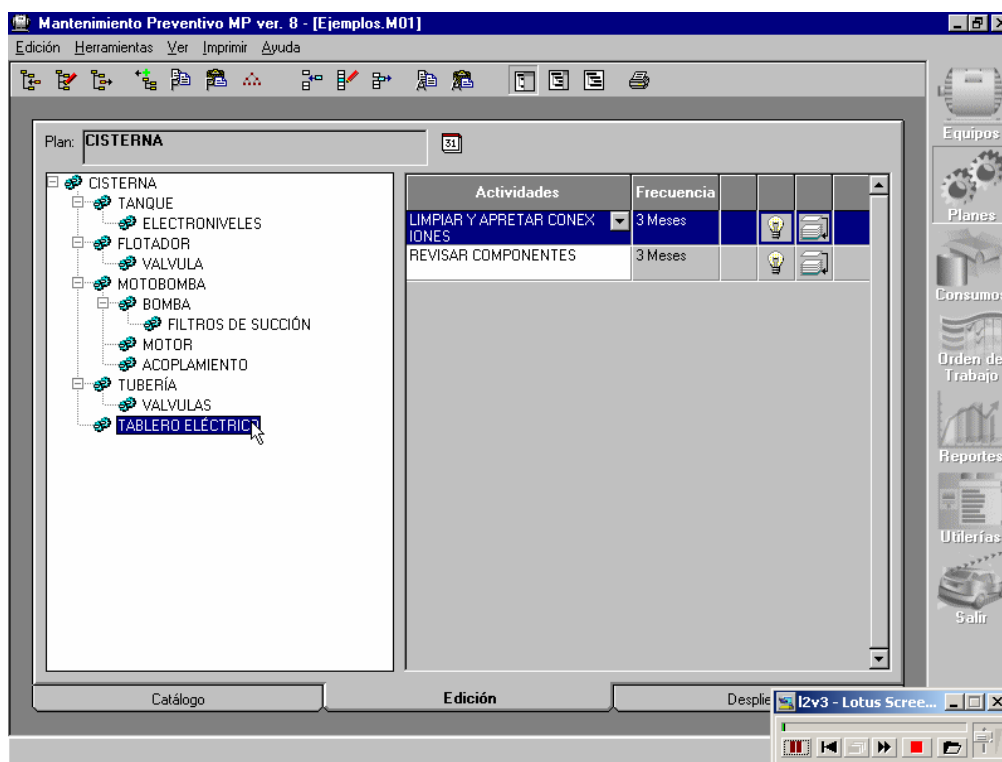 Mantenimiento Preventivo MP ver. 8 - [Ejemplos.M01]
Edición Herramientas Ver Imprimir Ayuda
Plan: CISTERNA
31
CISTERNA
TANQUE
ELECTRONIVELES
FLOTADOR
VALVULA
MOTOBOMBA
BOMBA
FILTROS DE SUCCIÓN
MOTOR
ACOPLAMIENTO
TUBERÍA
VALVULAS
TABLERO ELÉCTRICO
Actividades Frecuencia
LIMPIAR Y APRETAR CONEX 3 Meses
IONES
REVISAR COMPONENTES 3 Meses
Equipos
Planes
Consumos
Orden de
Trabajo
Reportes
Utilerías
Salir
Catálogo Edición Desplie
l2v3 - Lotus Scree...